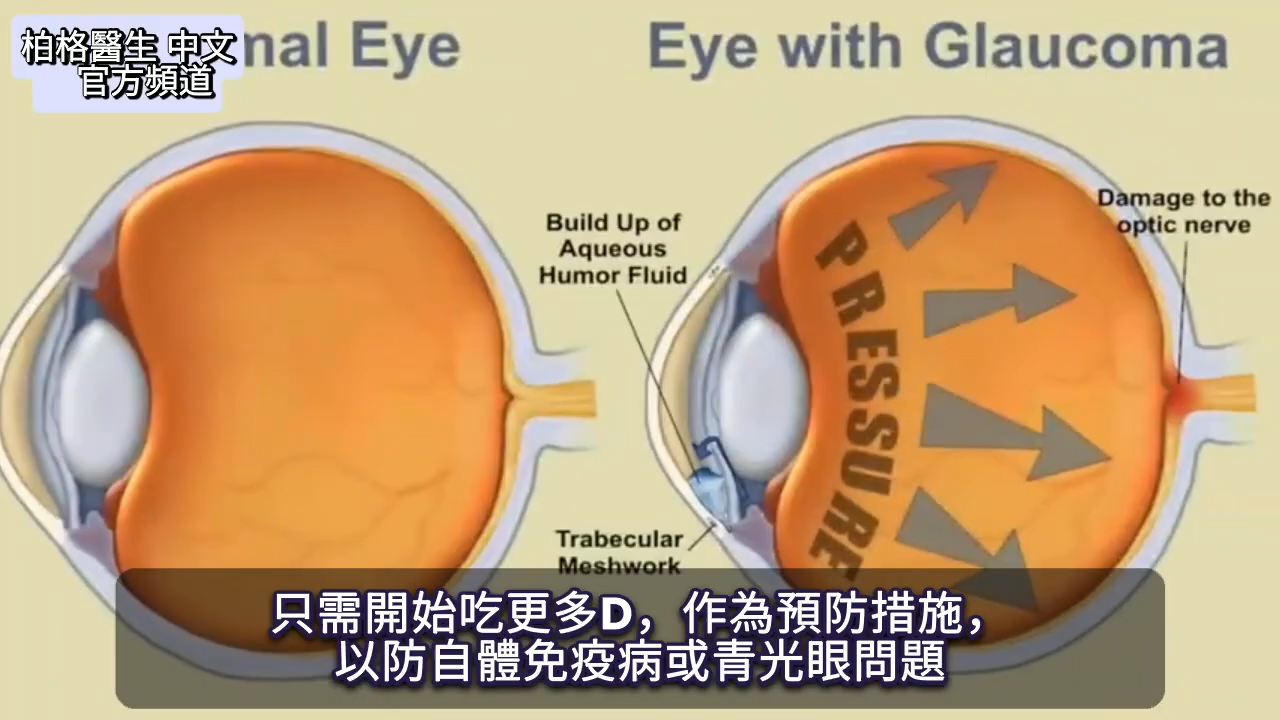 柏格醫生 中文
官方頻道
mal Eye
Eye with Glaucoma
Build Up of
Aqueous
Humor Fluid
Damage to the
optic nerve
PRESSURE
Trabecular
Meshwork
只需開始吃更多D，作為預防措施，
以防自體免疫病或青光眼問題